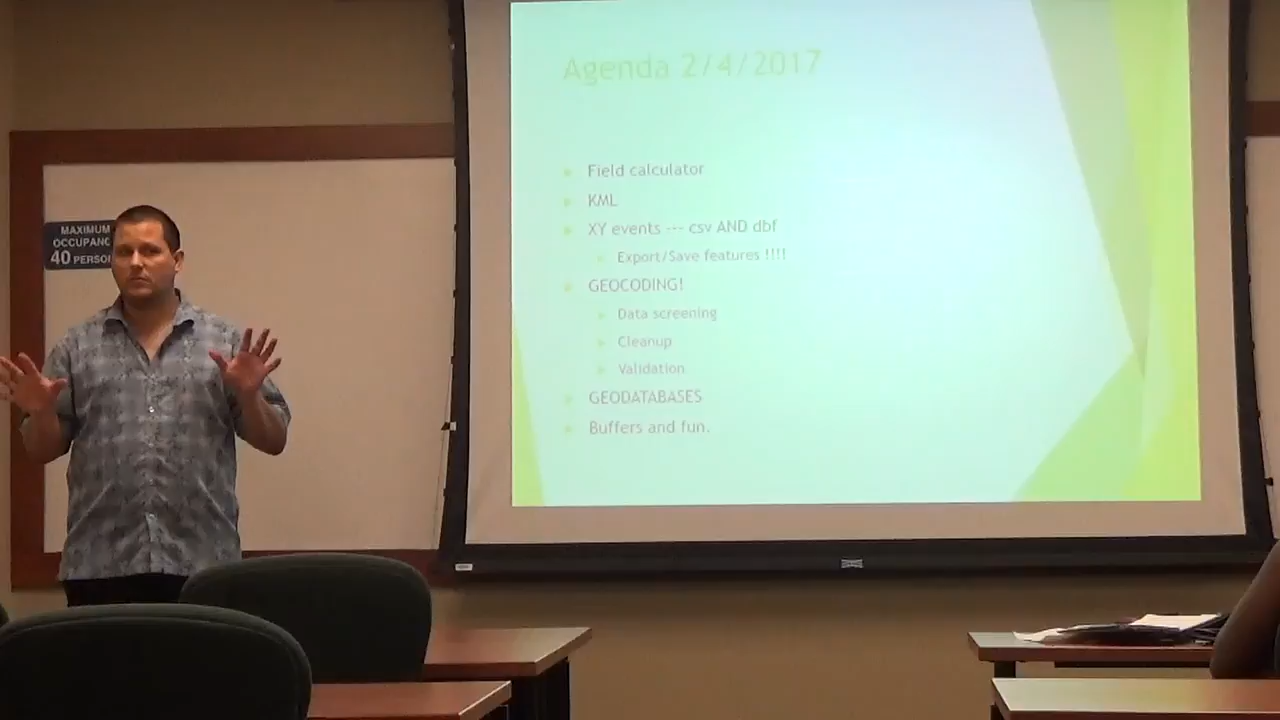 Agenda 2/4/2017
Field calculator
KML
XY events --- csv AND dbf
Export/Save features !!!!
GEOCODING!
Data screening
Cleanup
Validation
GEODATABASES
Buffers and fun.
MAXIMUM
OCCUPANC
40 PERSO